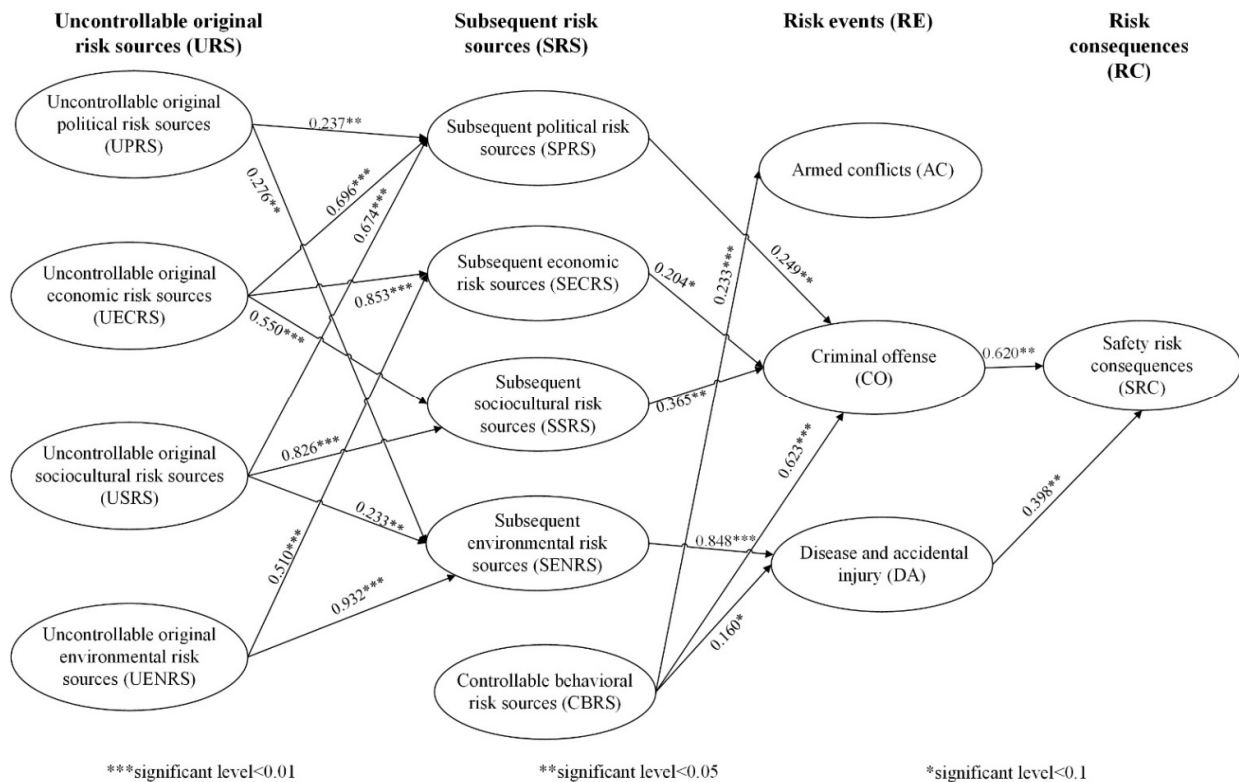 Uncontrollable original
risk sources (URS)
Subsequent risk
sources (SRS)
Risk events (RE)
Risk
consequences
(RC)
Uncontrollable original
political risk sources
(UPRS)
0.237**
Subsequent political risk
sources (SPRS)
Armed conflicts (AC)
0.276**
0.696***
0.674***
0.249**
0.233***
Uncontrollable original
economic risk sources
(UECRS)
0.853***
0.550***
Subsequent economic
risk sources (SECRS)
0.204*
Criminal offense
(CO)
0.620**
Safety risk
consequences
(SRC)
Subsequent
sociocultural risk
sources (SSRS)
0.365**
Uncontrollable original
sociocultural risk sources
(USRS)
0.826***
0.233**
0.623***
0.398**
Subsequent
environmental risk
sources (SENRS)
0.848***
Disease and accidental
injury (DA)
0.510***
0.932***
0.160*
Uncontrollable original
environmental risk
sources (UENRS)
Controllable behavioral
risk sources (CBRS)
***significant level<0.01
**significant level<0.05
*significant level<0.1